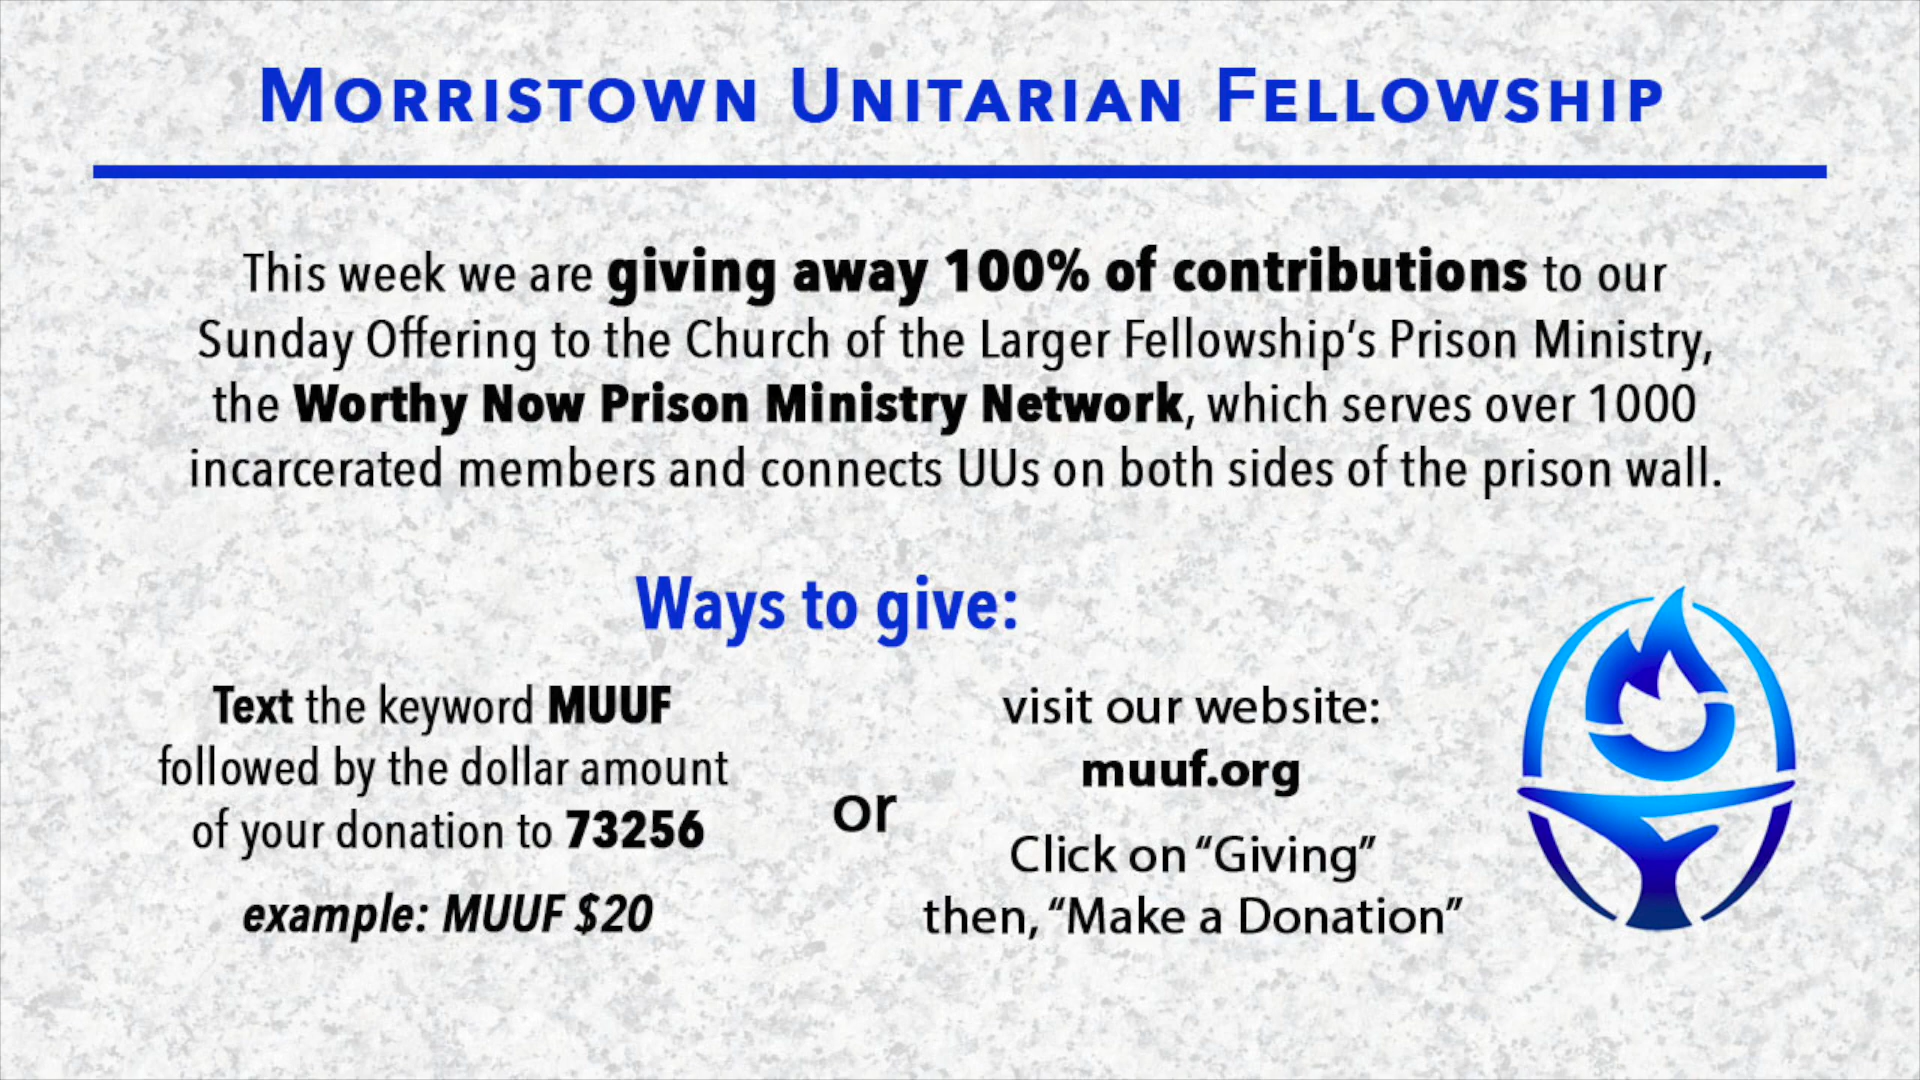 Morristown Unitarian Fellowship
This week we are giving away 100% of contributions to our
Sunday Offering to the Church of the Larger Fellowship’s Prison Ministry,
the Worthy Now Prison Ministry Network, which serves over 1000
incarcerated members and connects UUs on both sides of the prison wall.
Ways to give:
Text the keyword MUUF
followed by the dollar amount
of your donation to 73256
example: MUUF $20
or
visit our website:
muuf.org
Click on “Giving”
then, “Make a Donation”